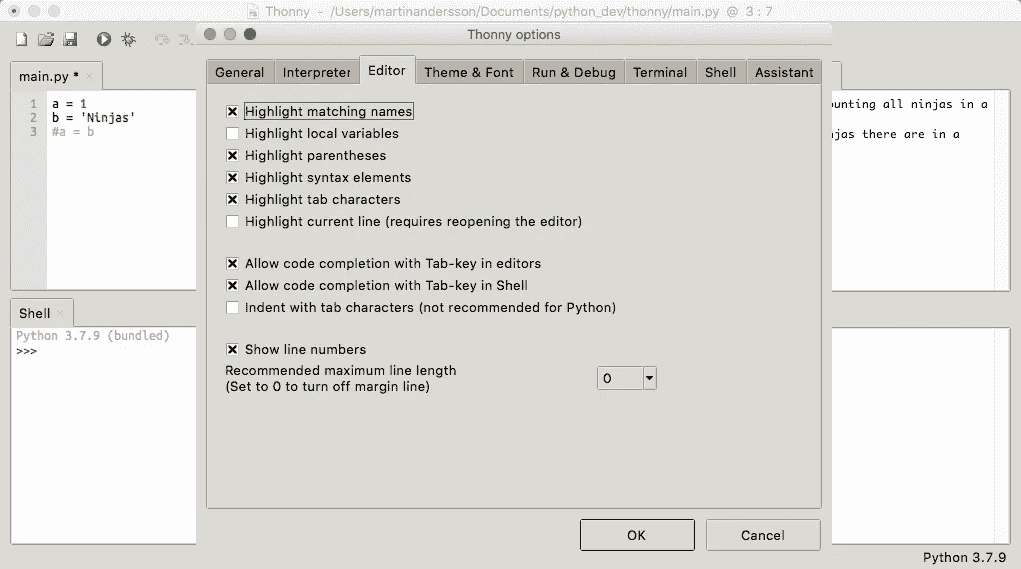 Thonny - /Users/martinandersson/Documents/python_dev/thonny/main.py @ 3 : 7
Thonny options
main.py *
1 a = 1
2 b = 'Ninjas'
3 #a = b
General Interpreter Editor Theme & Font Run & Debug Terminal Shell Assistant
Highlight matching names
Highlight local variables
Highlight parentheses
Highlight syntax elements
Highlight tab characters
Highlight current line (requires reopening the editor)
Allow code completion with Tab-key in editors
Allow code completion with Tab-key in Shell
Indent with tab characters (not recommended for Python)
Show line numbers
Recommended maximum line length
(Set to 0 to turn off margin line)
0
OK Cancel
all ninjas in a
there are in a
Shell
Python 3.7.9 (bundled)
>>>
Python 3.7.9